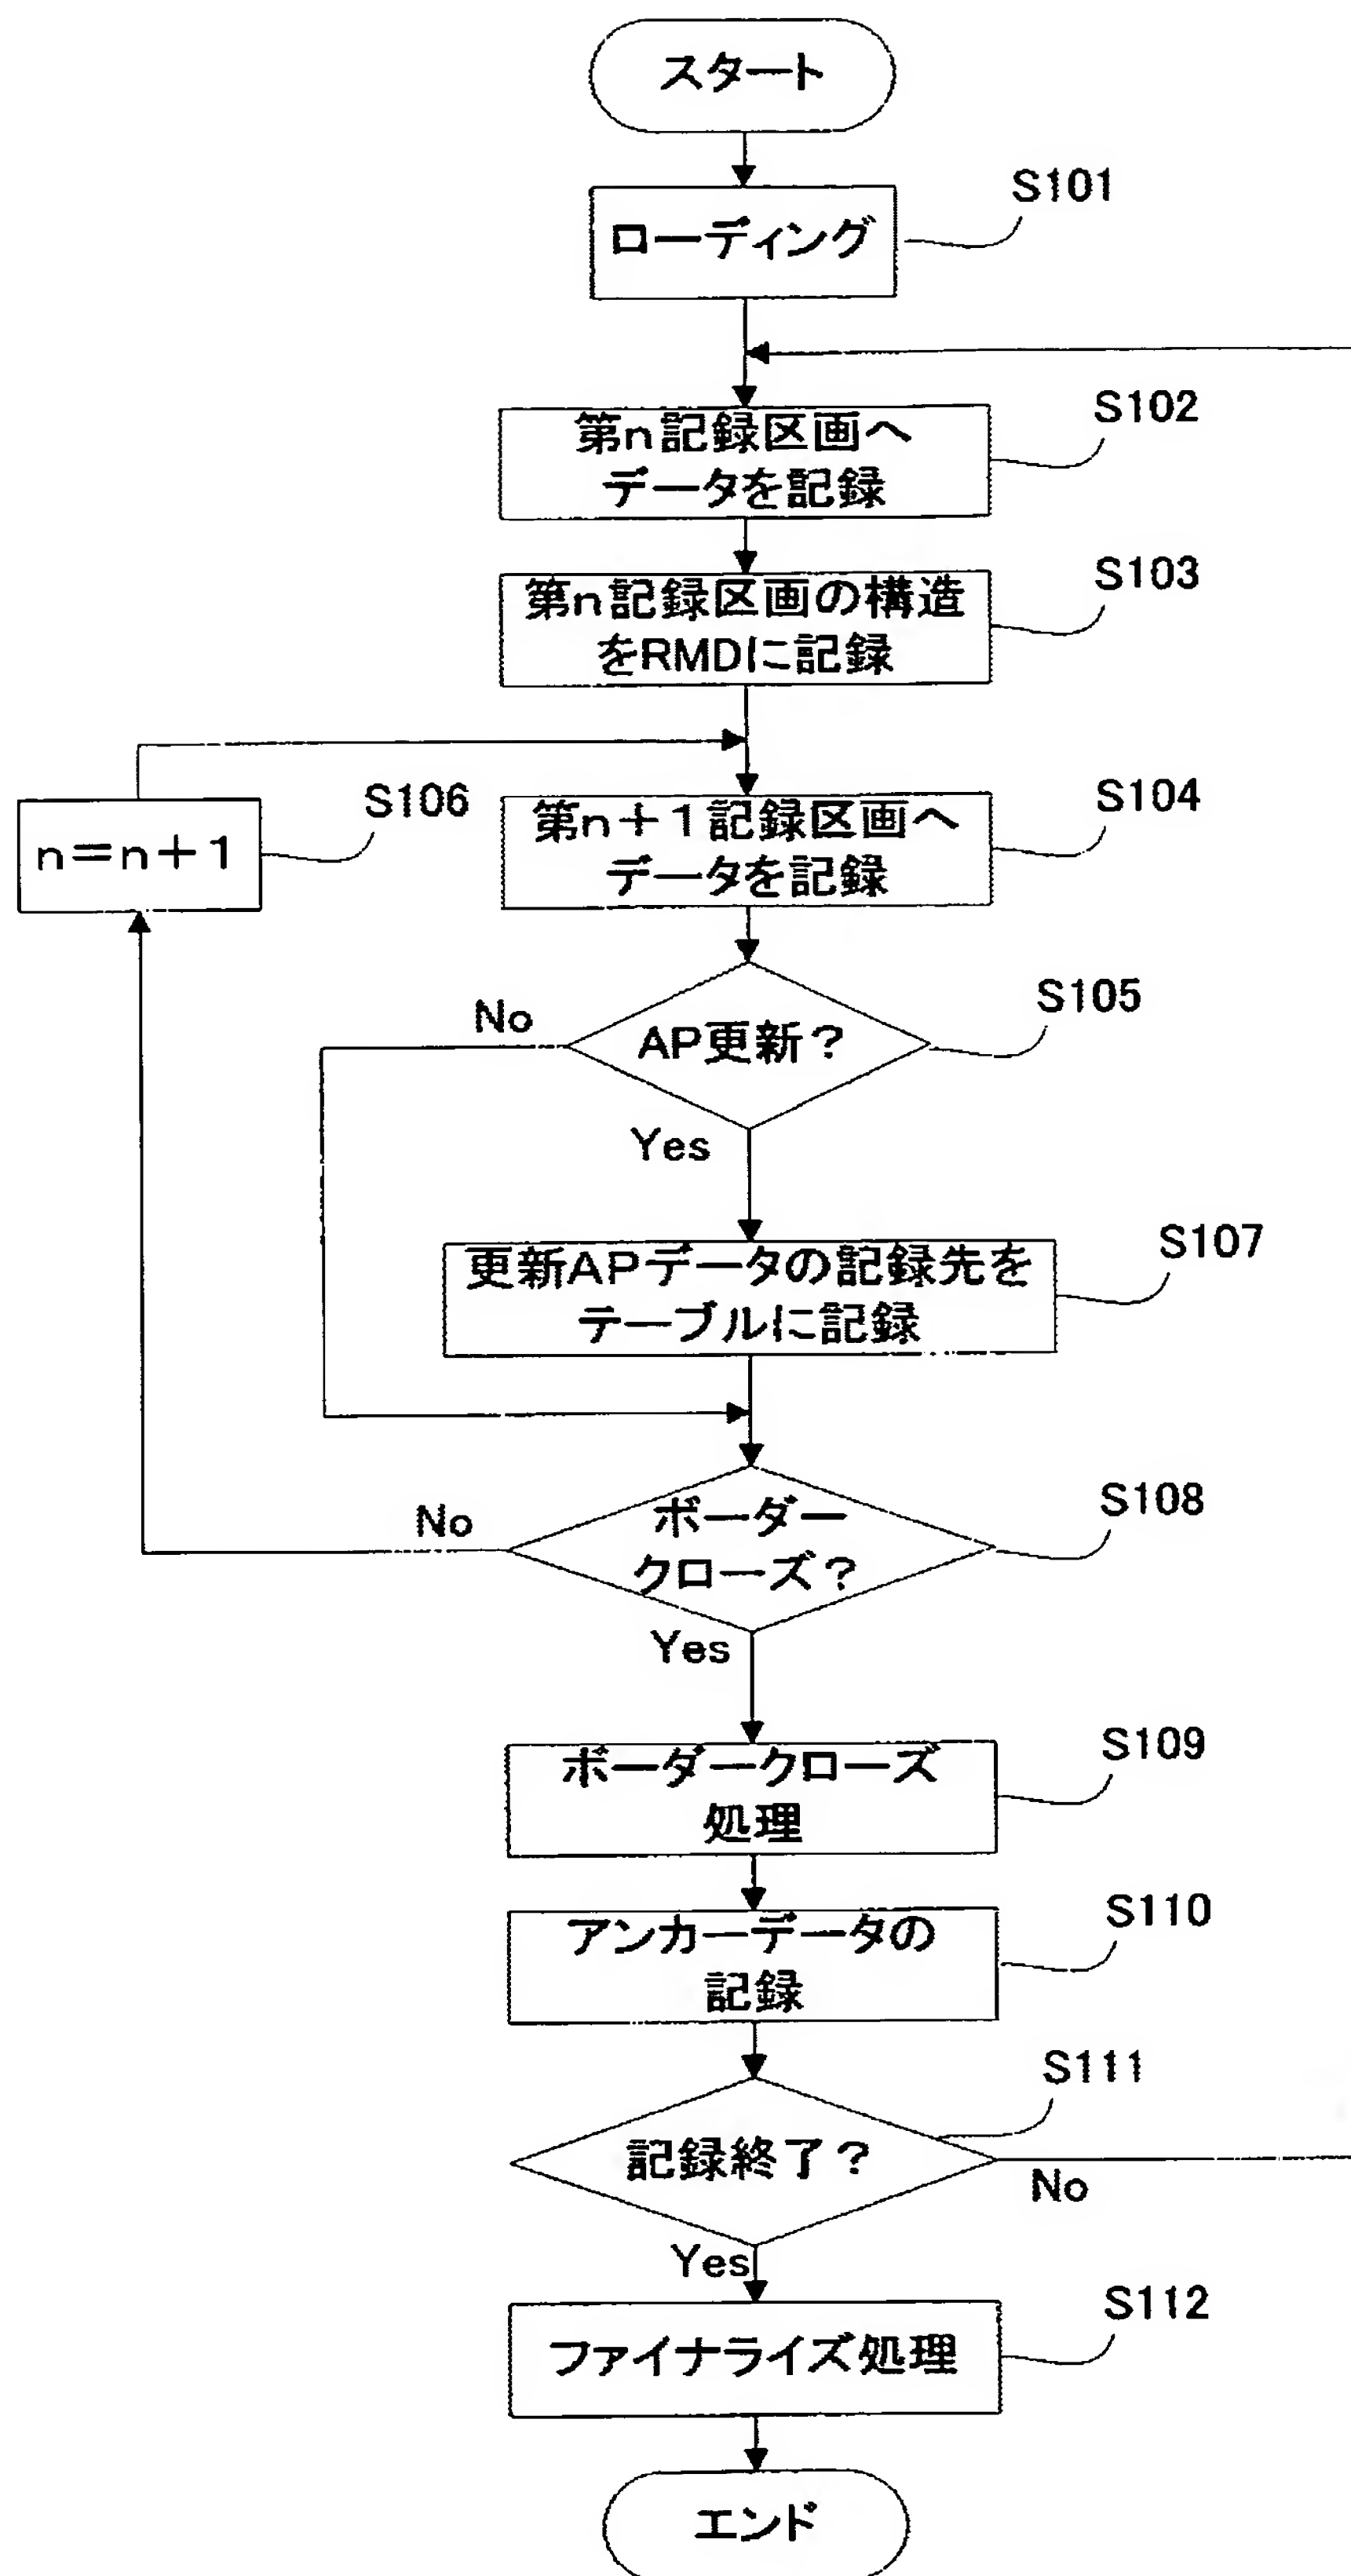 スタート
S101
ローディング
S102
第n記録区画へ
データを記録
S103
第n記録区画の構造
をRMDに記録
S106
n=n+1
S104
第n+1記録区画へ
データを記録
S105
No
AP更新?
Yes
S107
更新APデータの記録先を
テーブルに記録
S108
No
ボーダー
クローズ?
Yes
S109
ボーダークローズ
処理
S110
アンカーデータの
記録
S111
記録終了?
No
Yes
S112
ファイナライズ処理
エンド